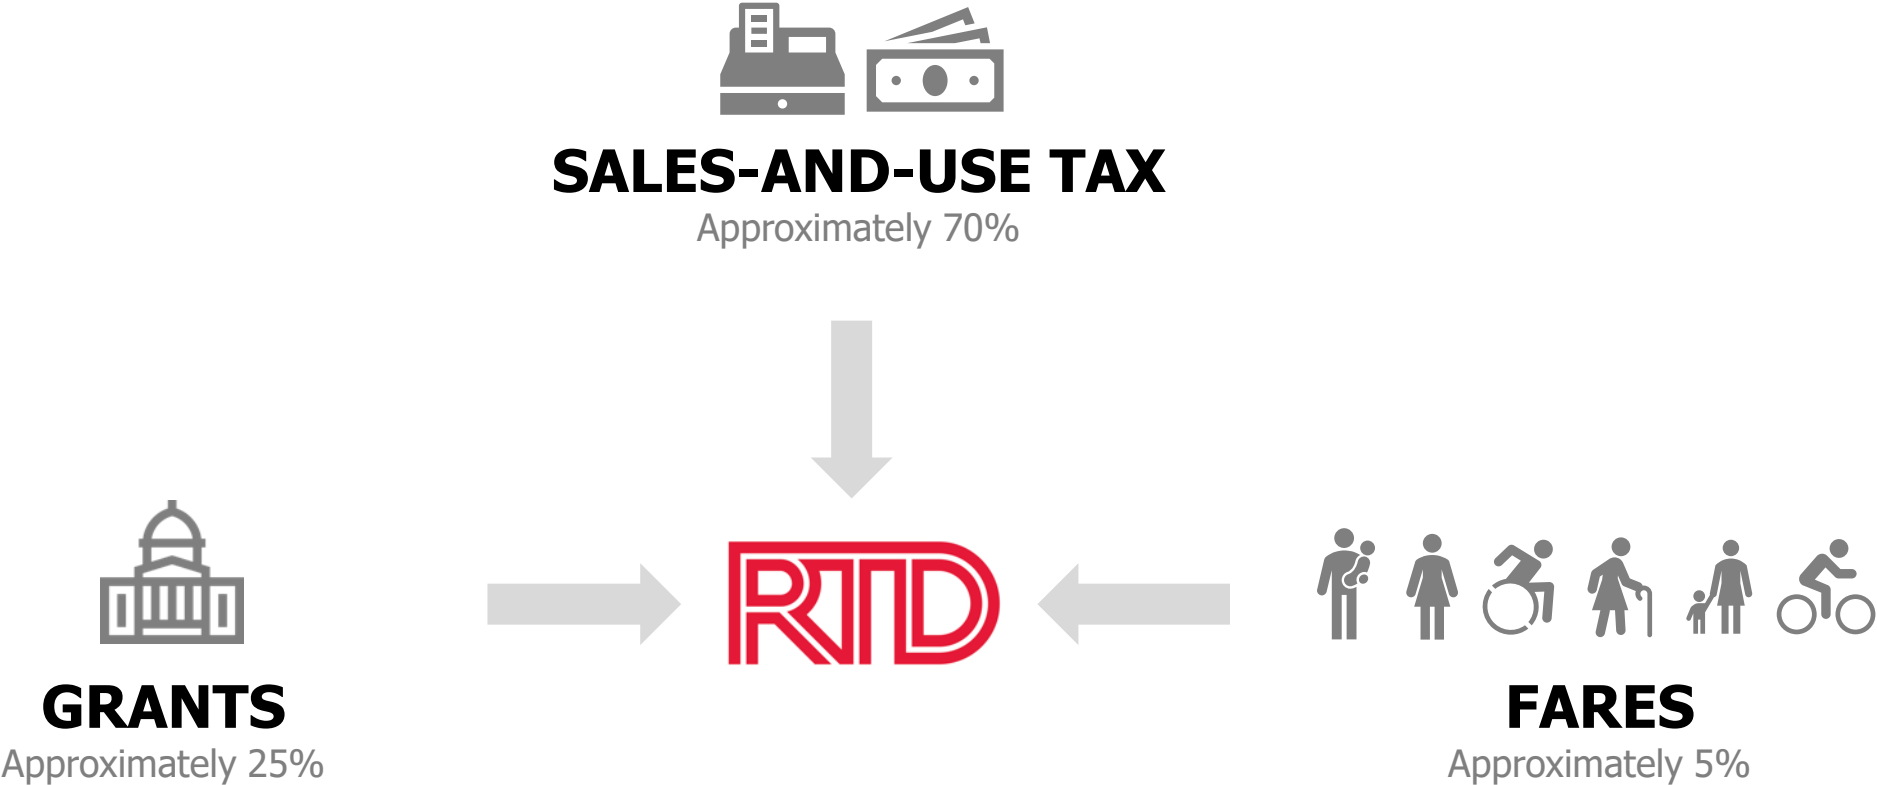 SALES-AND-USE TAX
Approximately 70%
RTD
GRANTS
Approximately 25%
FARES
Approximately 5%